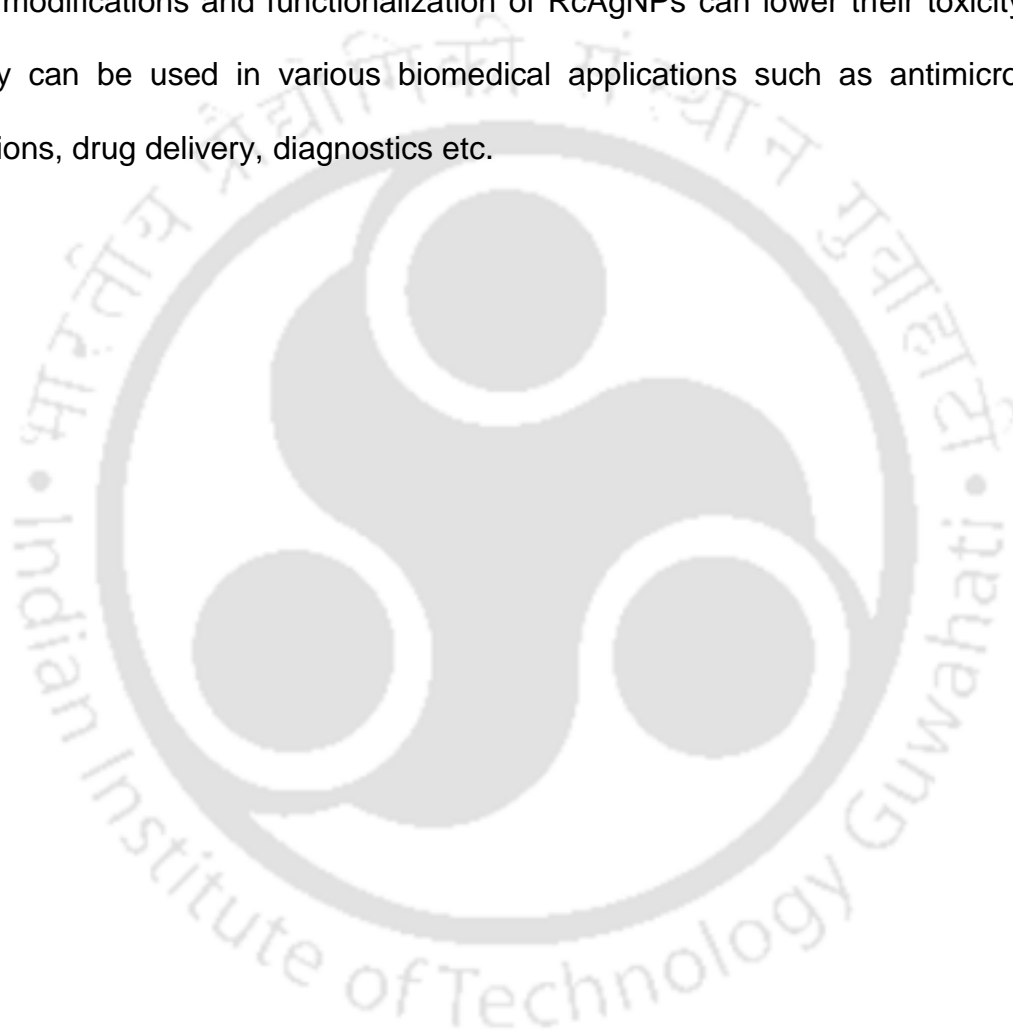 modifications and functionalization of RcAgNPs can lower their toxicity
y can be used in various biomedical applications such as antimicro
ions, drug delivery, diagnostics etc.
भारतीय प्रौद्योगिकी संस्थान गुवाहाटी
Indian Institute of Technology Guwahati